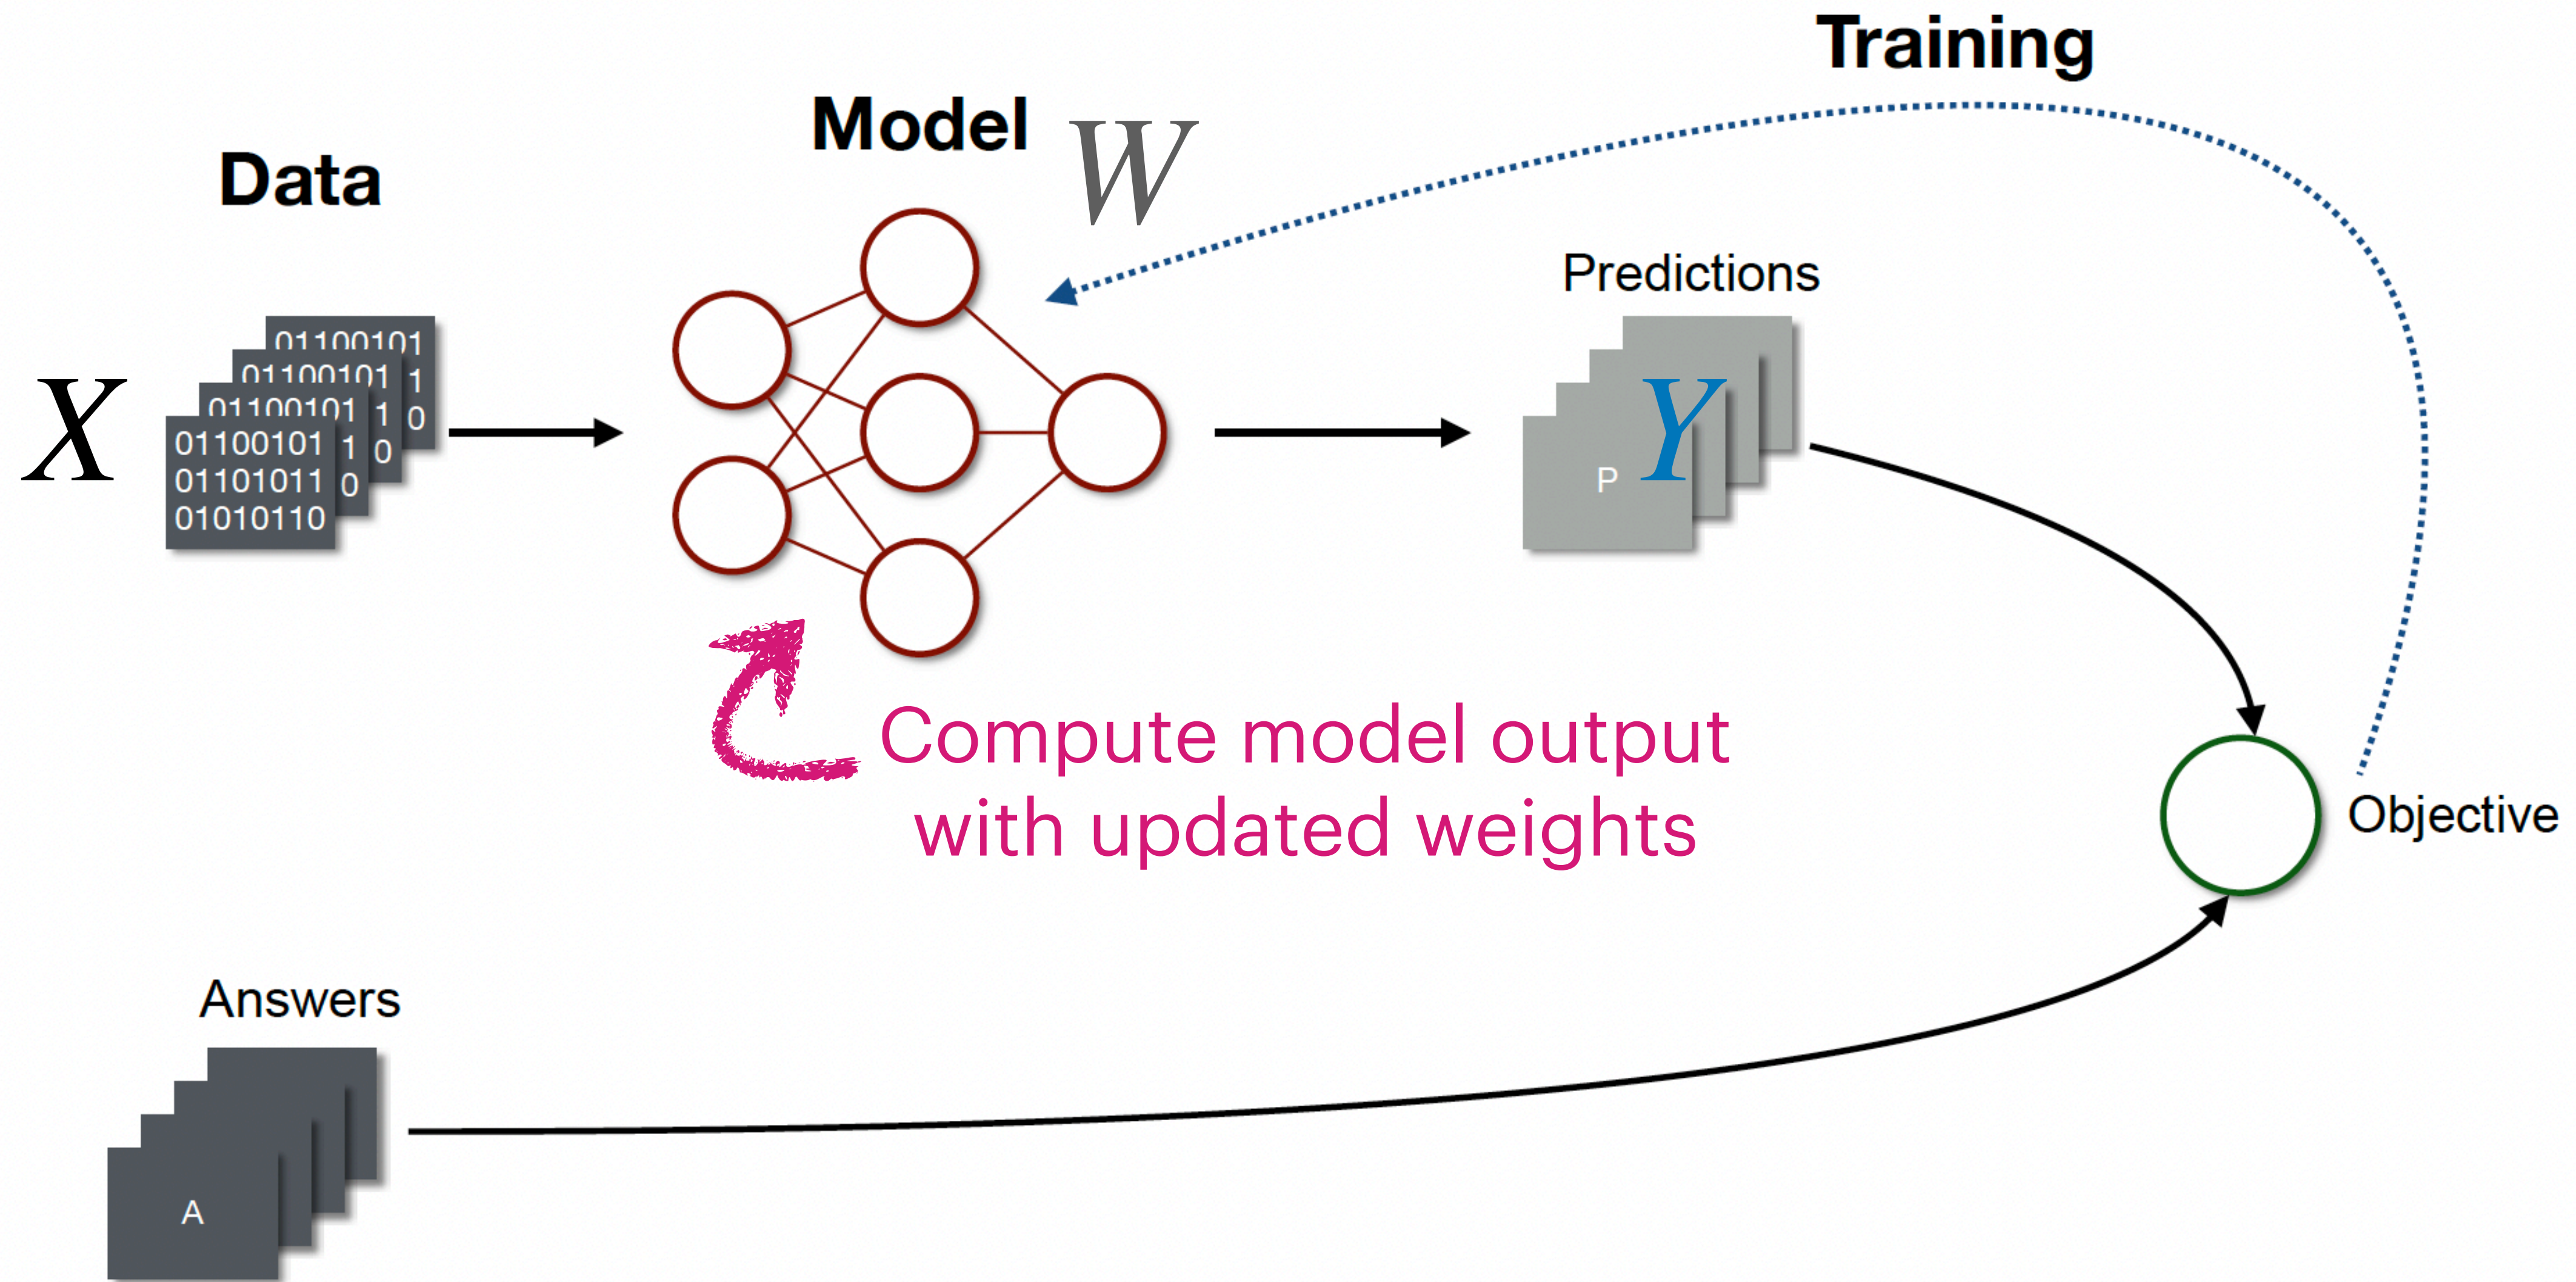 Training
Model W
Data
Predictions
X
01100101
01100101 1
01100101 1 0
01100101 1 0
01101011 0
01010110
P Y
Compute model output
with updated weights
Objective
Answers
A